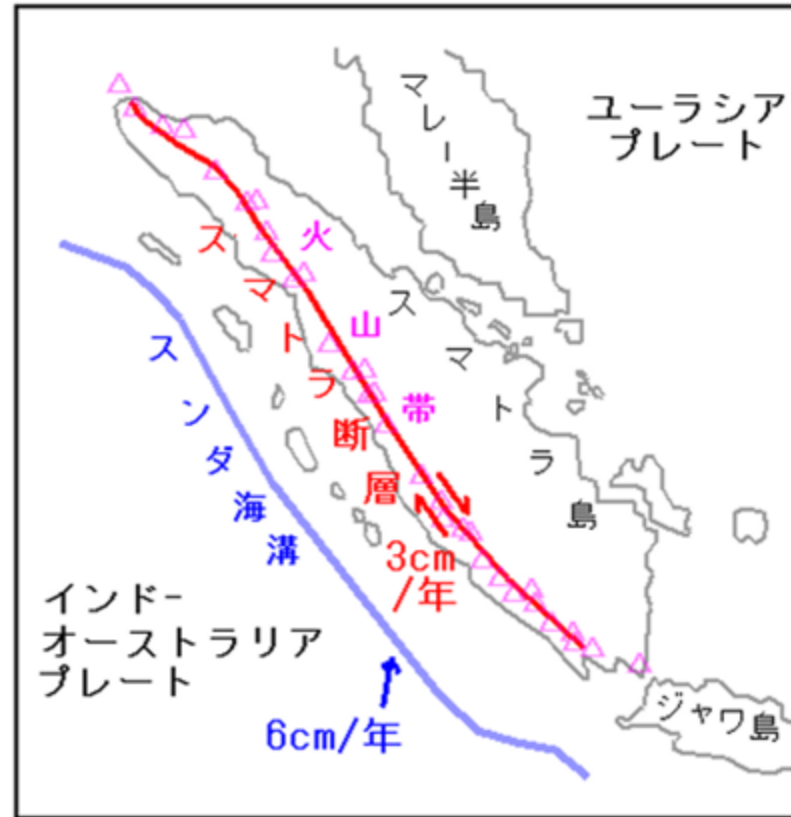 マレー半島
ユーラシア
プレート
火山帯
スマトラ島
スマトラ断層
スンダ海溝
3cm
/年
インド-
オーストラリア
プレート
6cm/年
ジャワ島